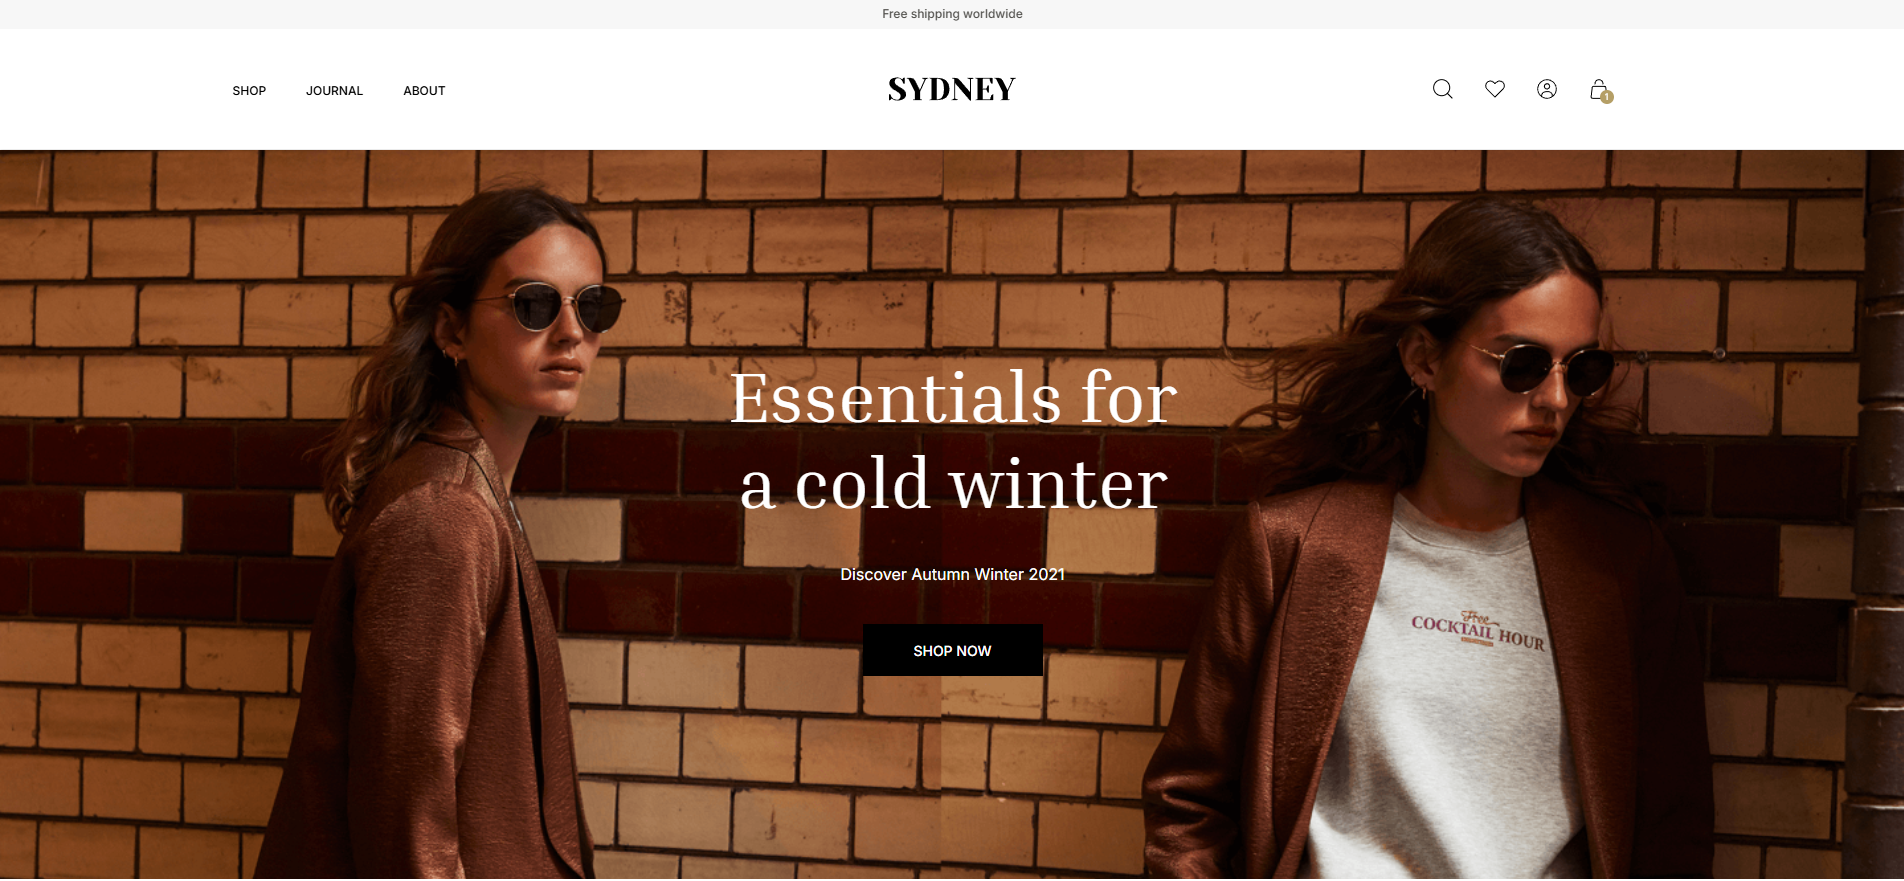 Free shipping worldwide
SHOP JOURNAL ABOUT
SYDNEY
1
Essentials for
a cold winter
Discover Autumn Winter 2021
SHOP NOW
Free
COCKTAIL HOUR